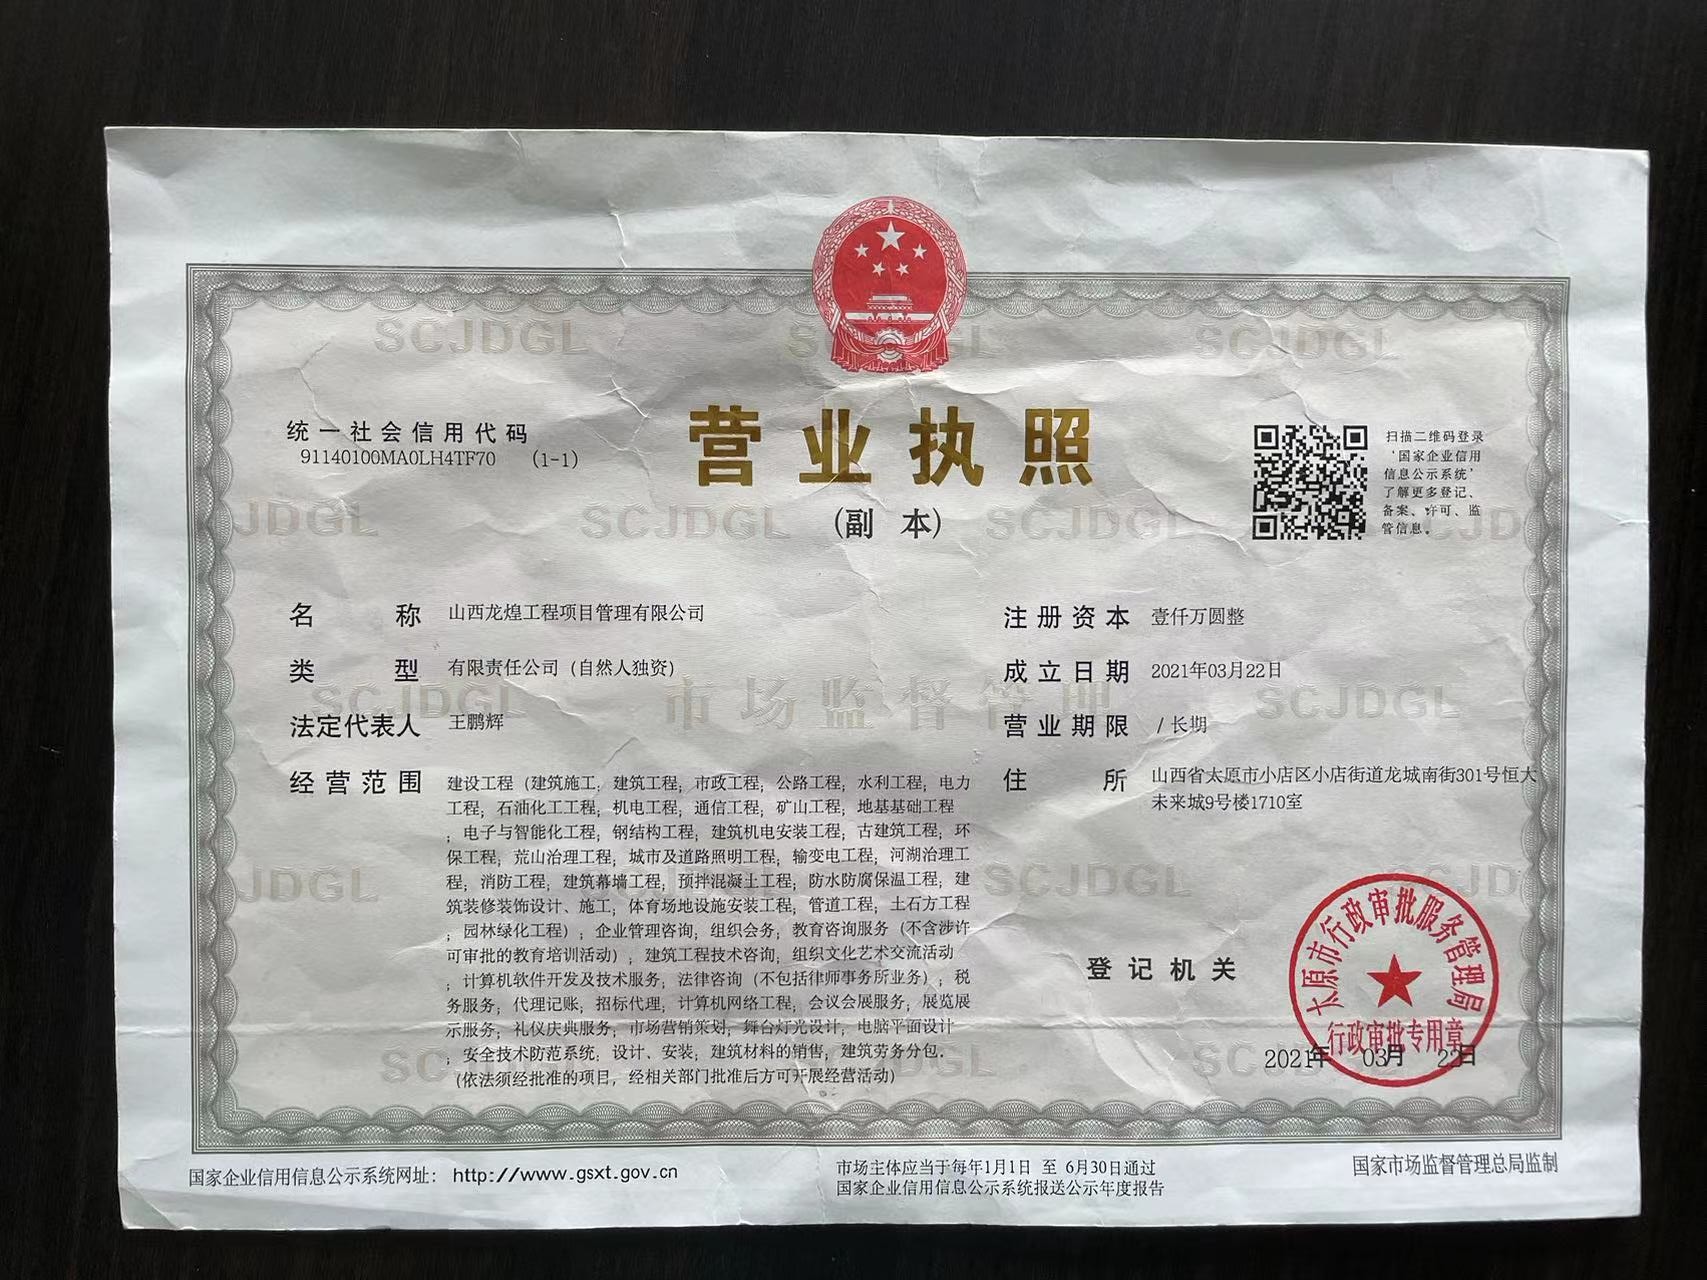 统一社会信用代码
91140100MA0LH4TF70 (1-1)
营业执照
(副 本)
扫描二维码登录
'国家企业信用
信息公示系统'
了解更多登记、
备案、许可、监
管信息。
名称 山西龙煌工程项目管理有限公司
类型 有限责任公司（自然人独资）
法定代表人 王鹏辉
经营范围 建设工程（建筑施工；建筑工程；市政工程；公路工程；水利工程；电力
工程；石油化工工程；机电工程；通信工程；矿山工程；地基基础工程
；电子与智能化工程；钢结构工程；建筑机电安装工程；古建筑工程；环
保工程；荒山治理工程；城市及道路照明工程；输变电工程；河湖治理工
程；消防工程；建筑幕墙工程；预拌混凝土工程；防水防腐保温工程；建
筑装修装饰设计、施工；体育场地设施安装工程；管道工程；土石方工程
；园林绿化工程）；企业管理咨询；组织会务；教育咨询服务（不含涉许
可审批的教育培训活动）；建筑工程技术咨询；组织文化艺术交流活动
；计算机软件开发及技术服务；法律咨询（不包括律师事务所业务）；税
务服务；代理记账；招标代理；计算机网络工程；会议会展服务；展览展
示服务；礼仪庆典服务；市场营销策划；舞台灯光设计；电脑平面设计
；安全技术防范系统：设计、安装；建筑材料的销售；建筑劳务分包。
（依法须经批准的项目，经相关部门批准后方可开展经营活动）
注册资本 壹仟万圆整
成立日期 2021年03月22日
营业期限 / 长期
住所 山西省太原市小店区小店街道龙城南街301号恒大
未来城9号楼1710室
登记机关
太原市行政审批服务管理局
行政审批专用章
2021年 03月 22日
SCJDGL
市场监督管理
国家企业信用信息公示系统网址： http://www.gsxt.gov.cn
市场主体应当于每年1月1日 至 6月30日通过
国家企业信用信息公示系统报送公示年度报告
国家市场监督管理总局监制